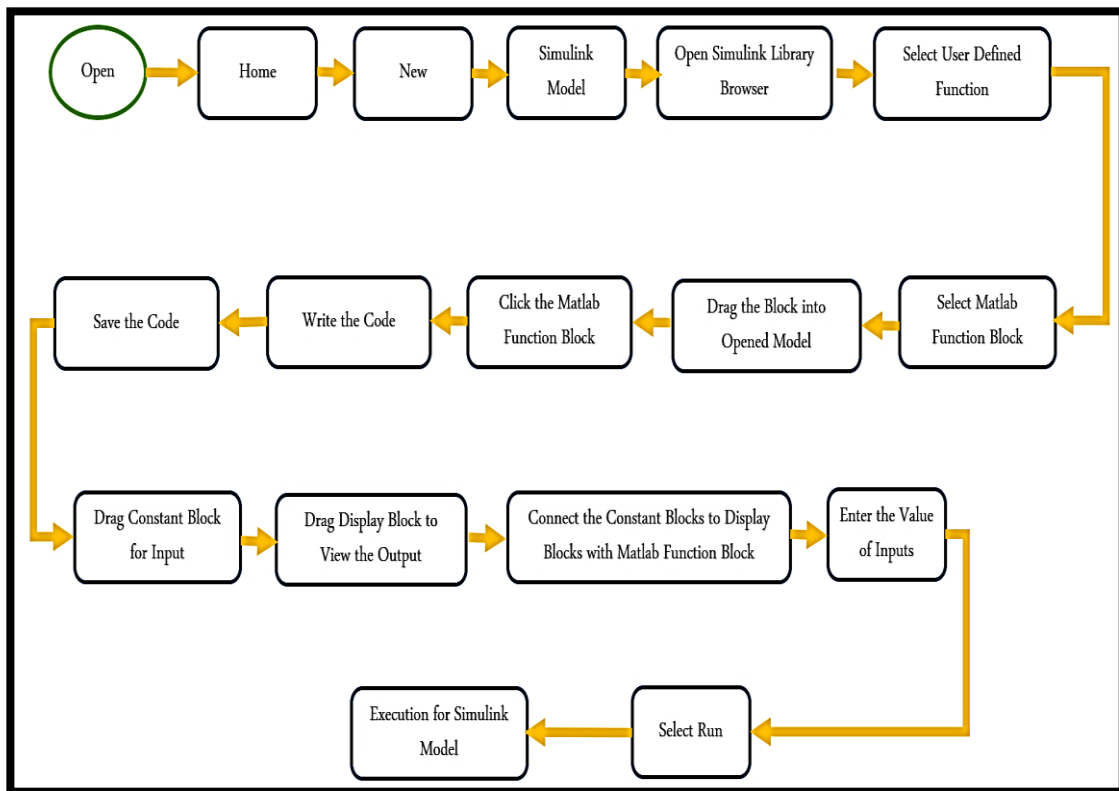 Open
Home
New
Simulink
Model
Open Simulink Library
Browser
Select User Defined
Function
Select Matlab
Function Block
Drag the Block into
Opened Model
Click the Matlab
Function Block
Write the Code
Save the Code
Drag Constant Block
for Input
Drag Display Block to
View the Output
Connect the Constant Blocks to Display
Blocks with Matlab Function Block
Enter the Value
of Inputs
Select Run
Execution for Simulink
Model